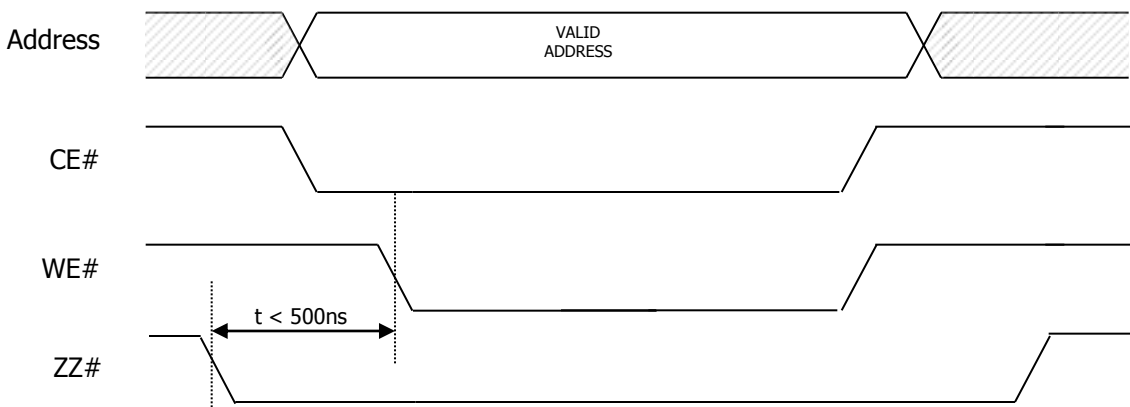 Address
VALID
ADDRESS
CE#
WE#
t < 500ns
ZZ#